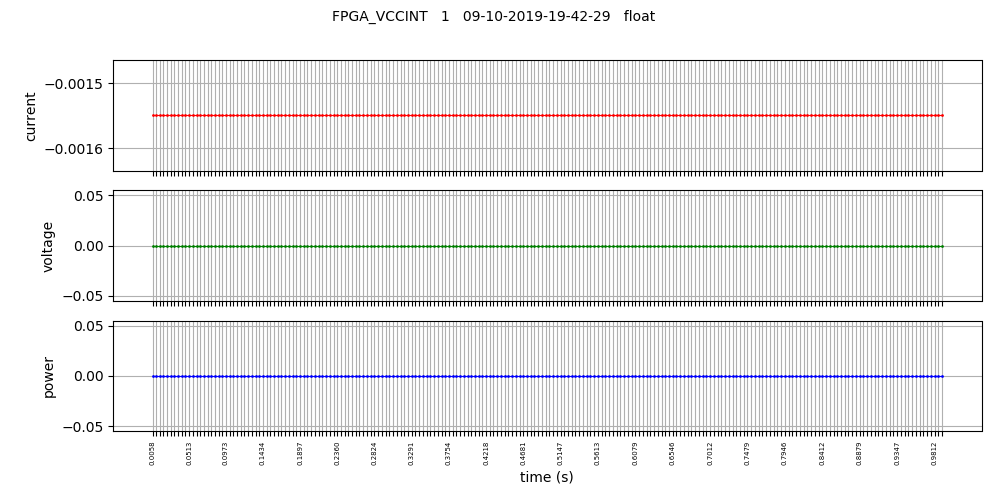 FPGA_VCCINT 1 09-10-2019-19-42-29 float
current
−0.0015
−0.0016
voltage
0.05
0.00
−0.05
power
0.05
0.00
−0.05
0.0058 0.0513 0.0973 0.1434 0.1897 0.2360 0.2824 0.3291 0.3754 0.4218 0.4681 0.5147 0.5613 0.6079 0.6546 0.7012 0.7479 0.7946 0.8412 0.8879 0.9347 0.9812
time (s)